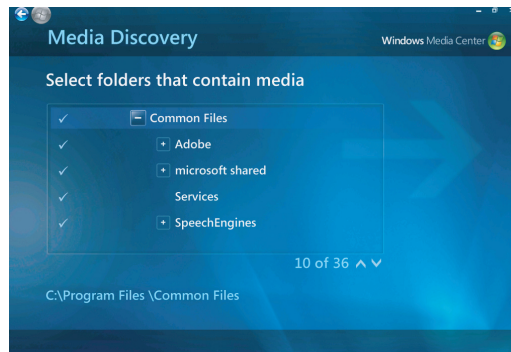 Media Discovery
Windows Media Center
Select folders that contain media
Common Files
Adobe
microsoft shared
Services
SpeechEngines
10 of 36
C:\Program Files \Common Files